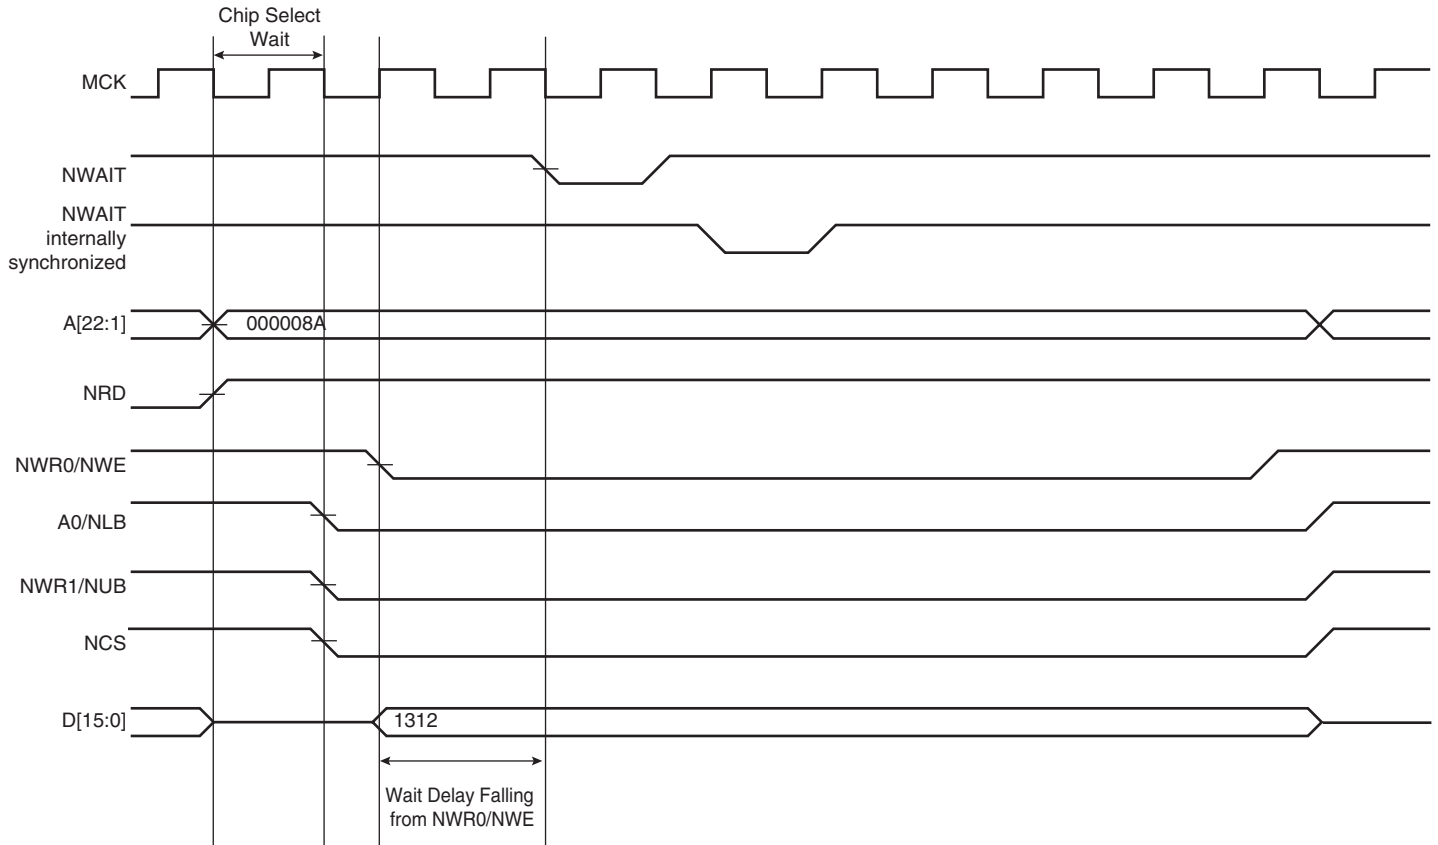 Chip Select
Wait
MCK
NWAIT
NWAIT
internally
synchronized
A[22:1]
000008A
NRD
NWR0/NWE
A0/NLB
NWR1/NUB
NCS
D[15:0]
1312
Wait Delay Falling
from NWR0/NWE